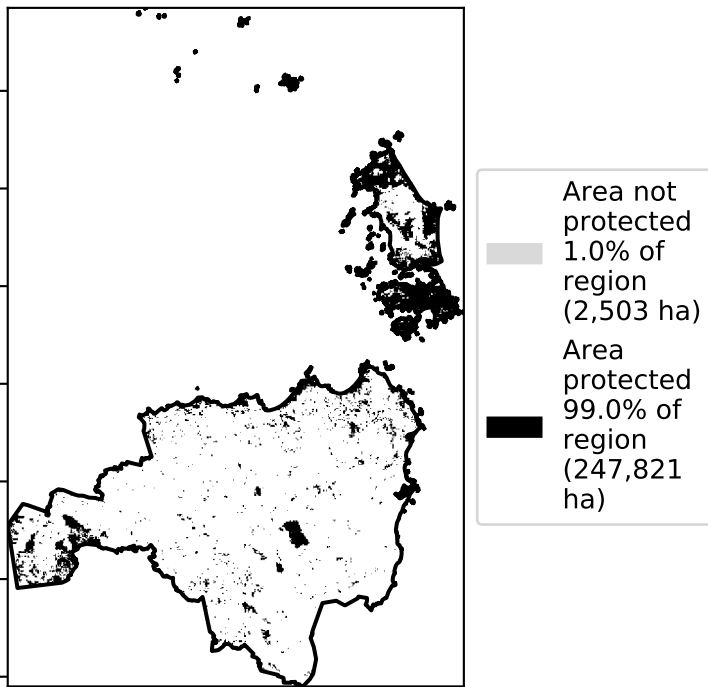 Area not
protected
1.0% of
region
(2,503 ha)
Area
protected
99.0% of
region
(247,821
ha)